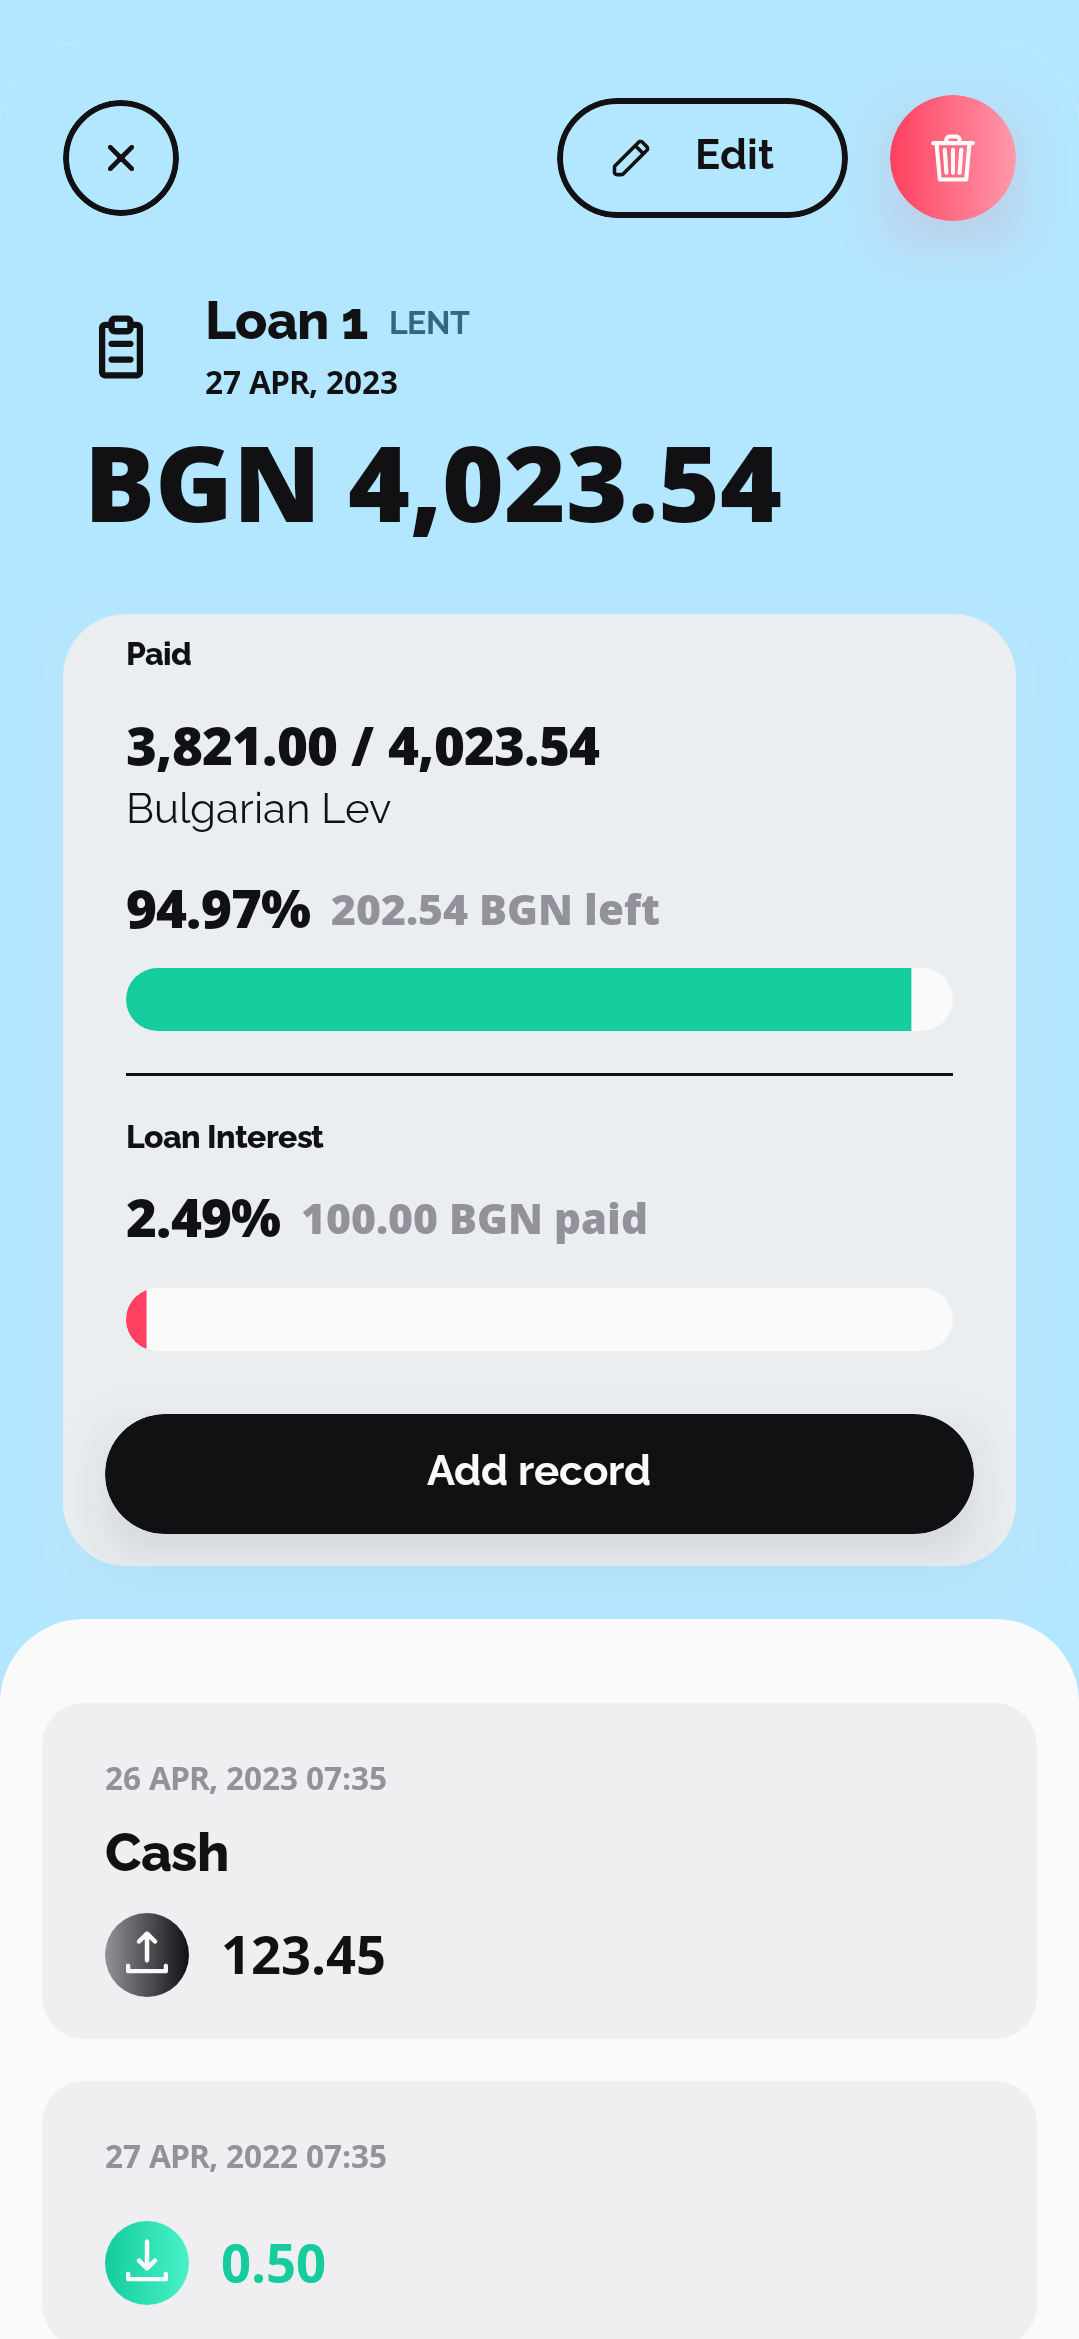 Edit
Loan 1 LENT
27 APR, 2023
BGN 4,023.54
Paid
3,821.00 / 4,023.54
Bulgarian Lev
94.97% 202.54 BGN left
Loan Interest
2.49% 100.00 BGN paid
Add record
26 APR, 2023 07:35
Cash
123.45
27 APR, 2022 07:35
0.50